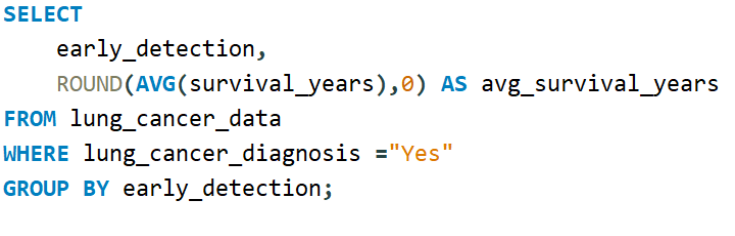 SELECT
early_detection,
ROUND(AVG(survival_years),0) AS avg_survival_years
FROM lung_cancer_data
WHERE lung_cancer_diagnosis ="Yes"
GROUP BY early_detection;